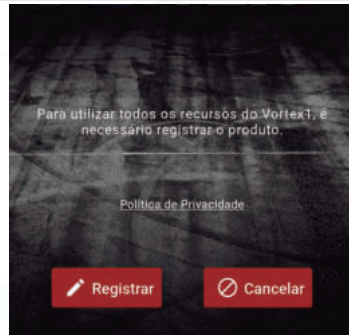 Para utilizar todos os recursos do Vortex1, é
necessário registrar o produto.
Política de Privacidade
Registrar
Cancelar